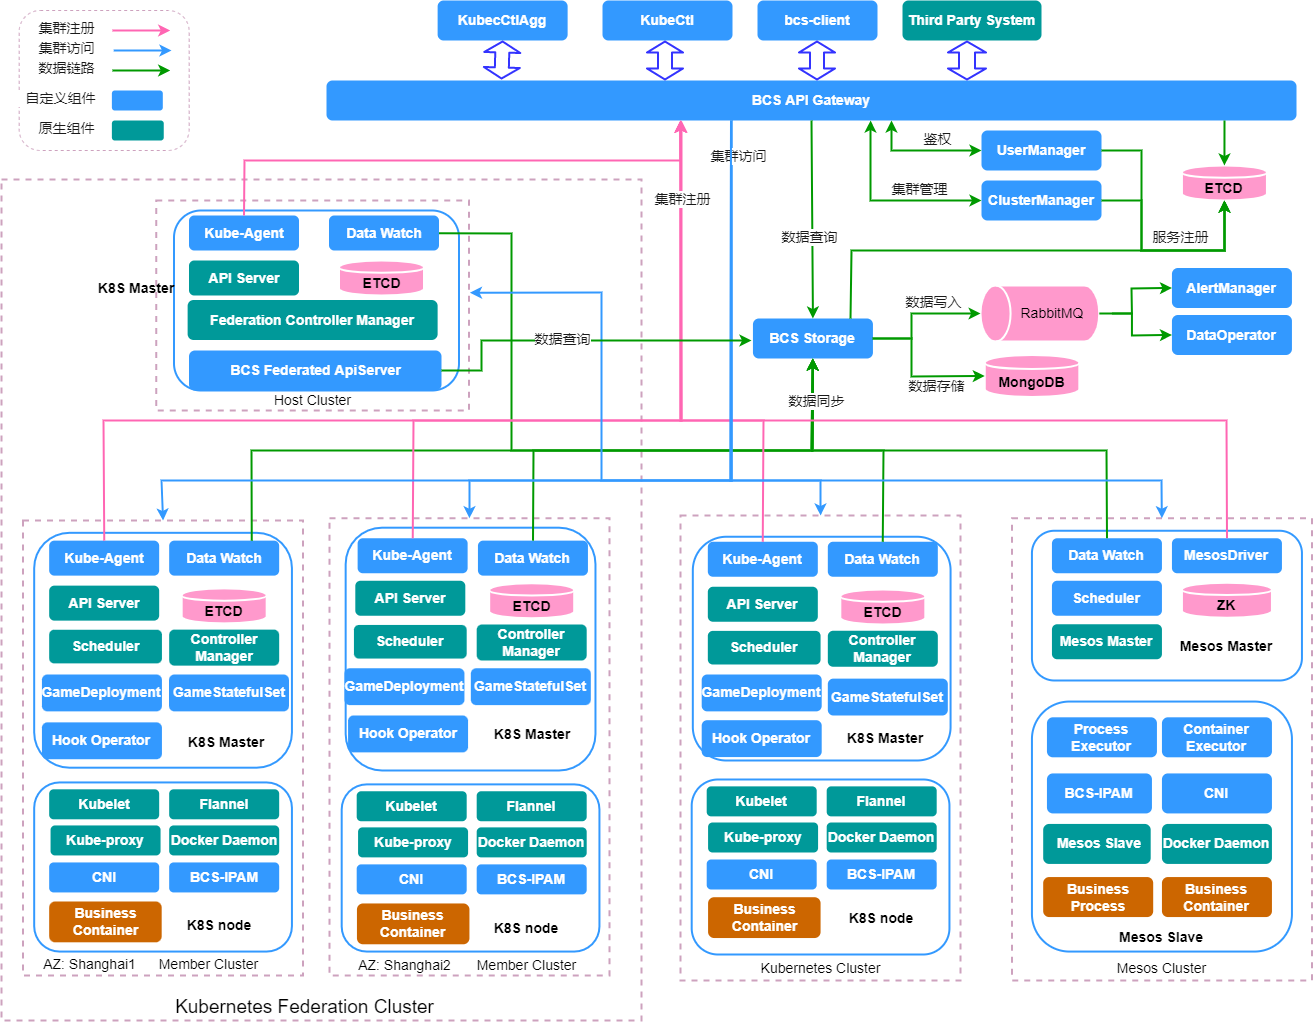 集群注册
集群访问
数据链路
自定义组件
原生组件
KubecCtlAgg
KubeCtl
bcs-client
Third Party System
BCS API Gateway
鉴权
UserManager
集群访问
集群管理
ClusterManager
ETCD
集群注册
数据查询
服务注册
Kube-Agent
Data Watch
API Server
ETCD
K8S Master
Federation Controller Manager
BCS Federated ApiServer
Host Cluster
数据查询
BCS Storage
数据写入
RabbitMQ
AlertManager
DataOperator
数据存储
MongoDB
数据同步
Kube-Agent
Data Watch
API Server
ETCD
Scheduler
Controller
Manager
GameDeployment
GameStatefulSet
Hook Operator
K8S Master
Kubelet
Flannel
Kube-proxy
Docker Daemon
CNI
BCS-IPAM
Business
Container
K8S node
AZ: Shanghai1
Member Cluster
Kube-Agent
Data Watch
API Server
ETCD
Scheduler
Controller
Manager
GameDeployment
GameStatefulSet
Hook Operator
K8S Master
Kubelet
Flannel
Kube-proxy
Docker Daemon
CNI
BCS-IPAM
Business
Container
K8S node
AZ: Shanghai2
Member Cluster
Kubernetes Federation Cluster
Kube-Agent
Data Watch
API Server
ETCD
Scheduler
Controller
Manager
GameDeployment
GameStatefulSet
Hook Operator
K8S Master
Kubelet
Flannel
Kube-proxy
Docker Daemon
CNI
BCS-IPAM
Business
Container
K8S node
Kubernetes Cluster
Data Watch
MesosDriver
Scheduler
ZK
Mesos Master
Mesos Master
Process
Executor
Container
Executor
BCS-IPAM
CNI
Mesos Slave
Docker Daemon
Business
Process
Business
Container
Mesos Slave
Mesos Cluster